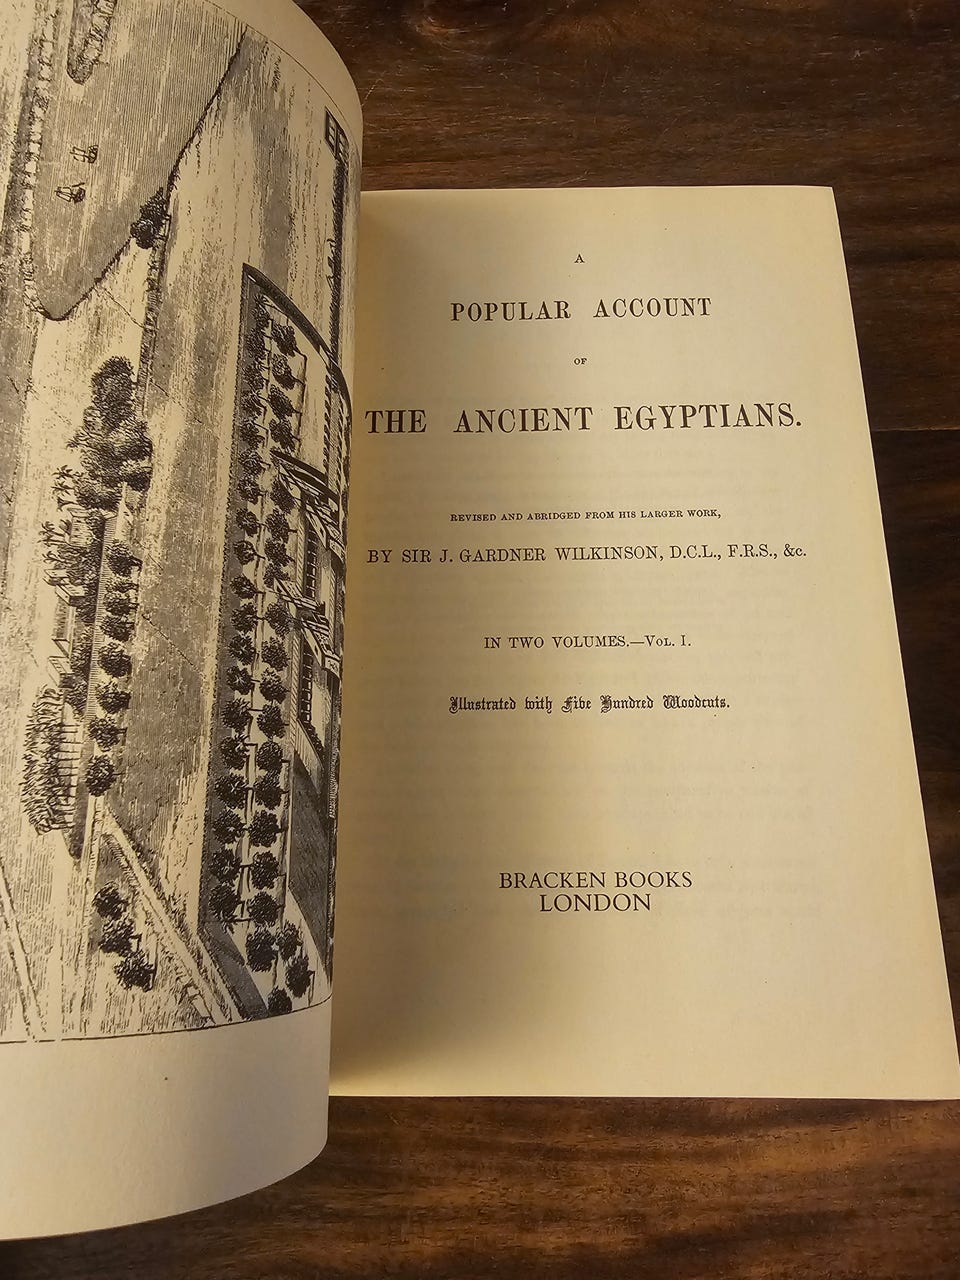 A
POPULAR ACCOUNT
OF
THE ANCIENT EGYPTIANS.
REVISED AND ABRIDGED FROM HIS LARGER WORK,
BY SIR J. GARDNER WILKINSON, D.C.L., F.R.S., &c.
IN TWO VOLUMES.—VOL. I.
Illustrated with Five Hundred Woodcuts.
BRACKEN BOOKS
LONDON